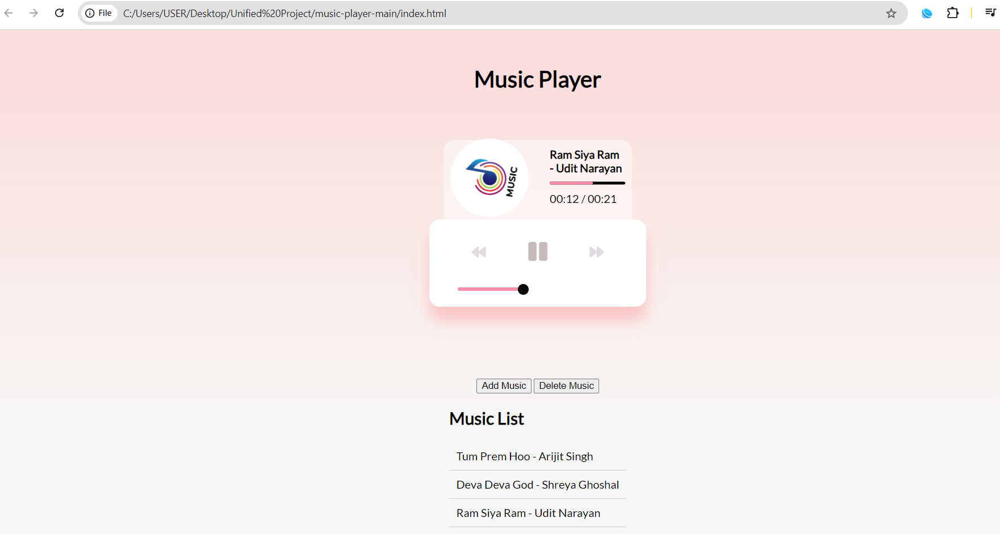 File C:/Users/USER/Desktop/Unified%20Project/music-player-main/index.html
Music Player
MUSIC
Ram Siya Ram
- Udit Narayan
00:12 / 00:21
Add Music Delete Music
Music List
Tum Prem Hoo - Arijit Singh
Deva Deva God - Shreya Ghoshal
Ram Siya Ram - Udit Narayan